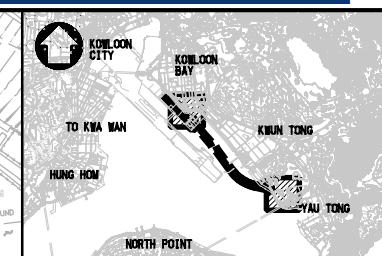 KOWLOON
CITY
KOWLOON
BAY
TO KWA WAN
KWUN TONG
HUNG HOM
YAU TONG
NORTH POINT